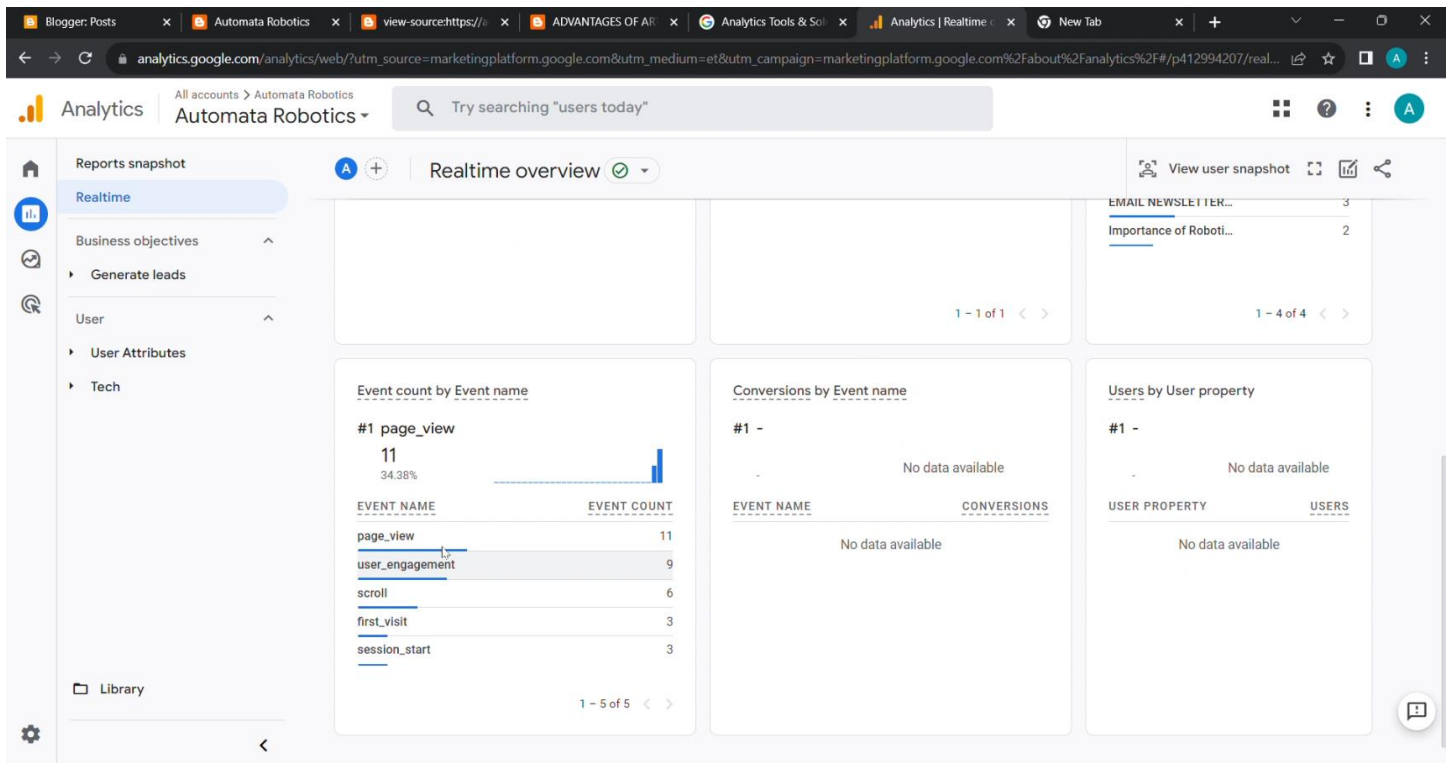 Blogger: Posts
Automata Robotics
view-source:https://a
ADVANTAGES OF AR
Analytics Tools & Sol
Analytics | Realtime o
New Tab
analytics.google.com/analytics/web/?utm_source=marketingplatform.google.com&utm_medium=et&utm_campaign=marketingplatform.google.com%2Fabout%2Fanalytics%2F#/p412994207/real...
A
Analytics
All accounts > Automata Robotics
Automata Robotics
Try searching "users today"
A
Reports snapshot
Realtime
Business objectives
Generate leads
User
User Attributes
Tech
Library
A
Realtime overview
View user snapshot
EMAIL NEWSLETTER... 3
Importance of Roboti... 2
1 - 1 of 1
1 - 4 of 4
Event count by Event name
#1 page_view
11
34.38%
EVENT NAME EVENT COUNT
page_view 11
user_engagement 9
scroll 6
first_visit 3
session_start 3
1 - 5 of 5
Conversions by Event name
#1 -
- No data available
EVENT NAME CONVERSIONS
No data available
Users by User property
#1 -
- No data available
USER PROPERTY USERS
No data available